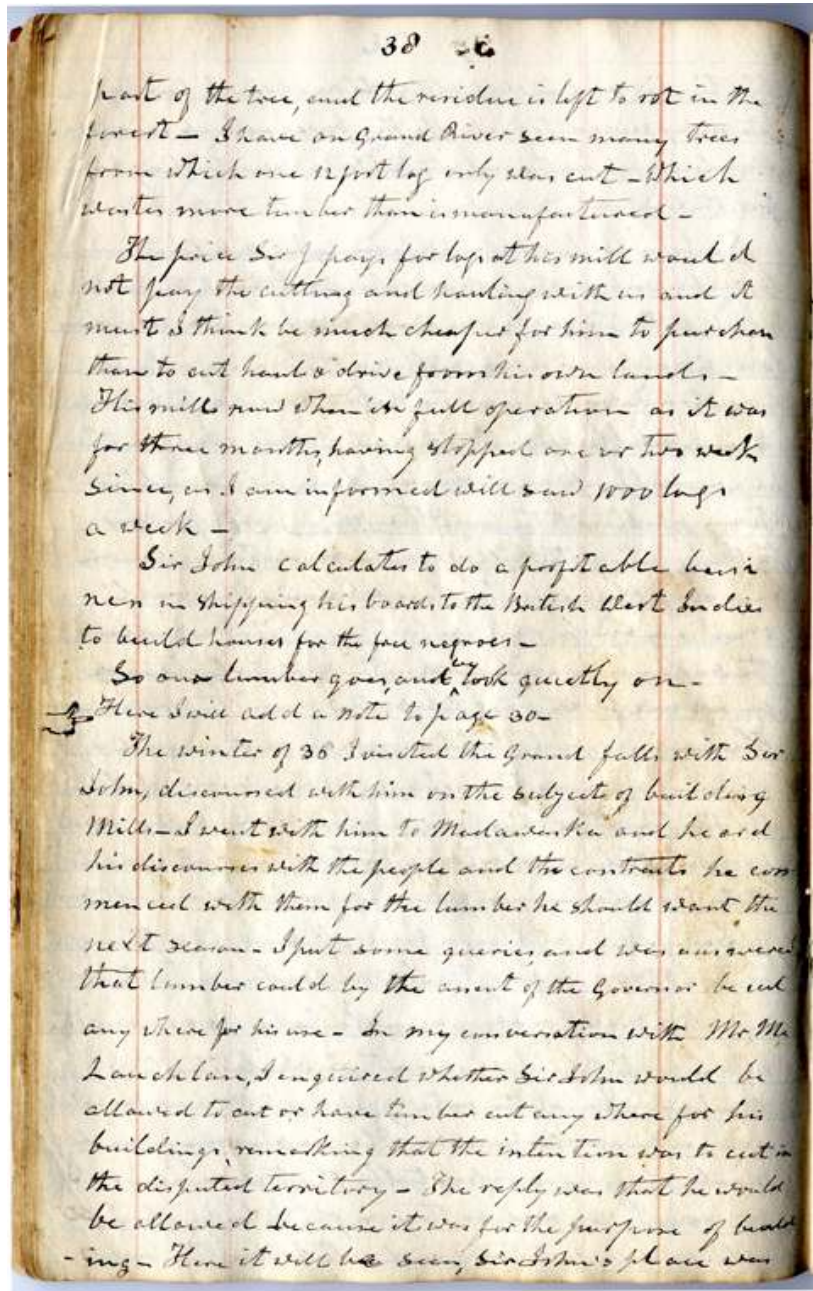 38
part of the tree, and the residue is left to rot in the
forest - I have on Grand River seen many trees
from which one 12 foot log only was cut - Which
wastes more timber than is manufactured -
The price Sir J pays for logs at his mill would
not pay the cutting and hauling with us and it
must I think be much cheaper for him to purchase
than to cut haul & drive from his own lands -
His mills now when in full operation as it was
for three months, having stopped one or two week
since, as I am informed will saw 1000 logs
a week -
Sir John calculates to do a profitable busi
ness in shipping his boards to the British West Indies
to build houses for the free negroes -
So our lumber goes, and we look quietly on -
Here I will add a note to page 30 -
The winter of 36 I visited the Grand falls with Sir
John, discoursed with him on the subjects of building
Mills - I went with him to Madawaska and heard
his discourses with the people and the contracts he com
menced with them for the lumber he should want the
next season - I put some queries, and was answered
that lumber could by the assent of the Governor be cut
any where for his use - In my conversation with Mr. Mc
Lauchlan, I enquired whether Sir John would be
allowed to cut or have timber cut any where for his
buildings, remarking that the intention was to cut in
the disputed territory - The reply was that he would
be allowed because it was for the purpose of build
-ing - Here it will be seen, Sir John's place was